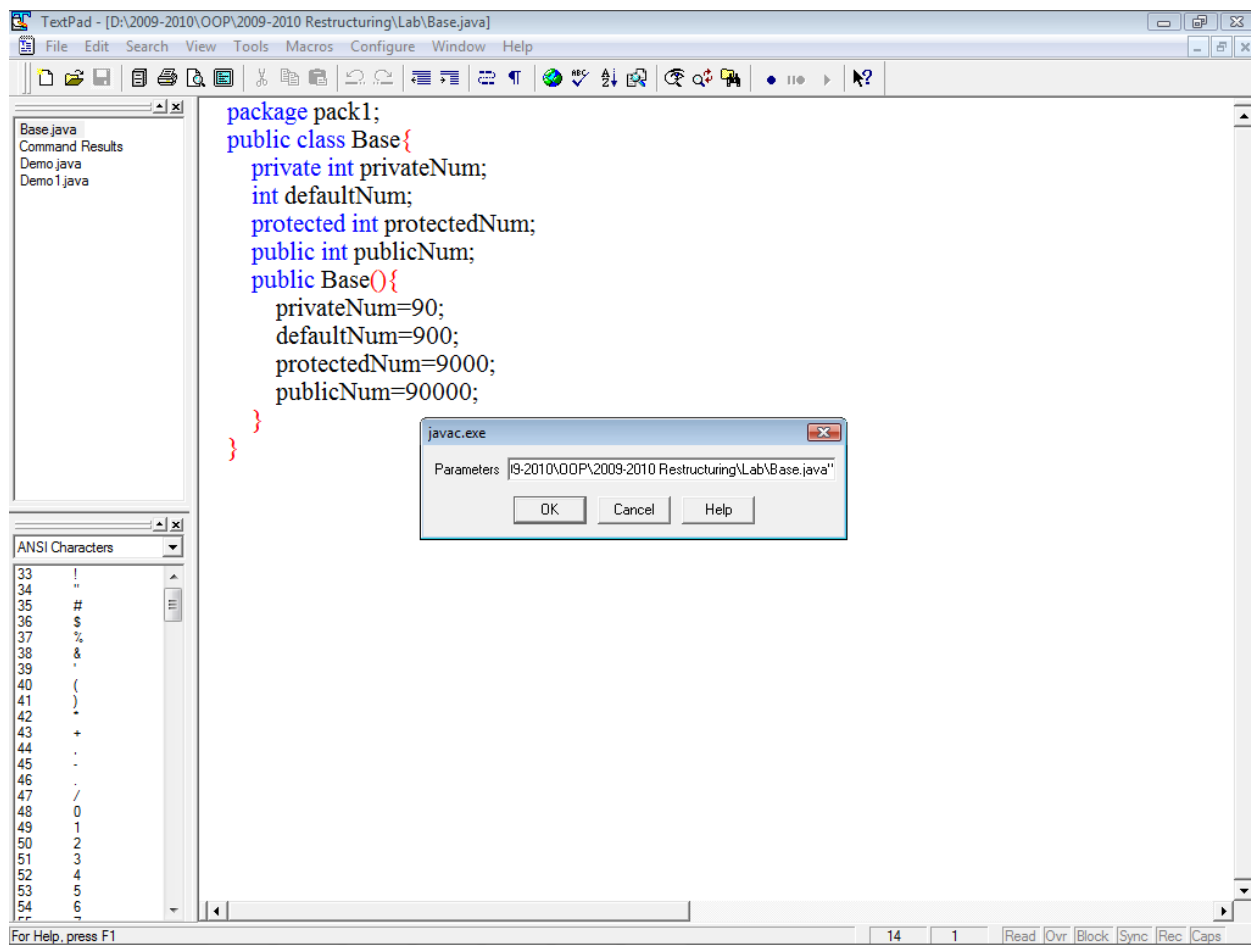 TextPad - [D:\2009-2010\OOP\2009-2010 Restructuring\Lab\Base.java]
File Edit Search View Tools Macros Configure Window Help
Base.java
Command Results
Demo.java
Demo1.java
package pack1;
public class Base{
private int privateNum;
int defaultNum;
protected int protectedNum;
public int publicNum;
public Base(){
privateNum=90;
defaultNum=900;
protectedNum=9000;
publicNum=90000;
}
}
javac.exe
Parameters 09-2010\OOP\2009-2010 Restructuring\Lab\Base.java"
OK Cancel Help
ANSI Characters
33 !
34 "
35 #
36 $
37 %
38 &
39 '
40 (
41 )
42 *
43 +
44 ,
45 -
46 .
47 /
48 0
49 1
50 2
51 3
52 4
53 5
54 6
55 7
For Help, press F1
14 1 Read Ovr Block Sync Rec Caps